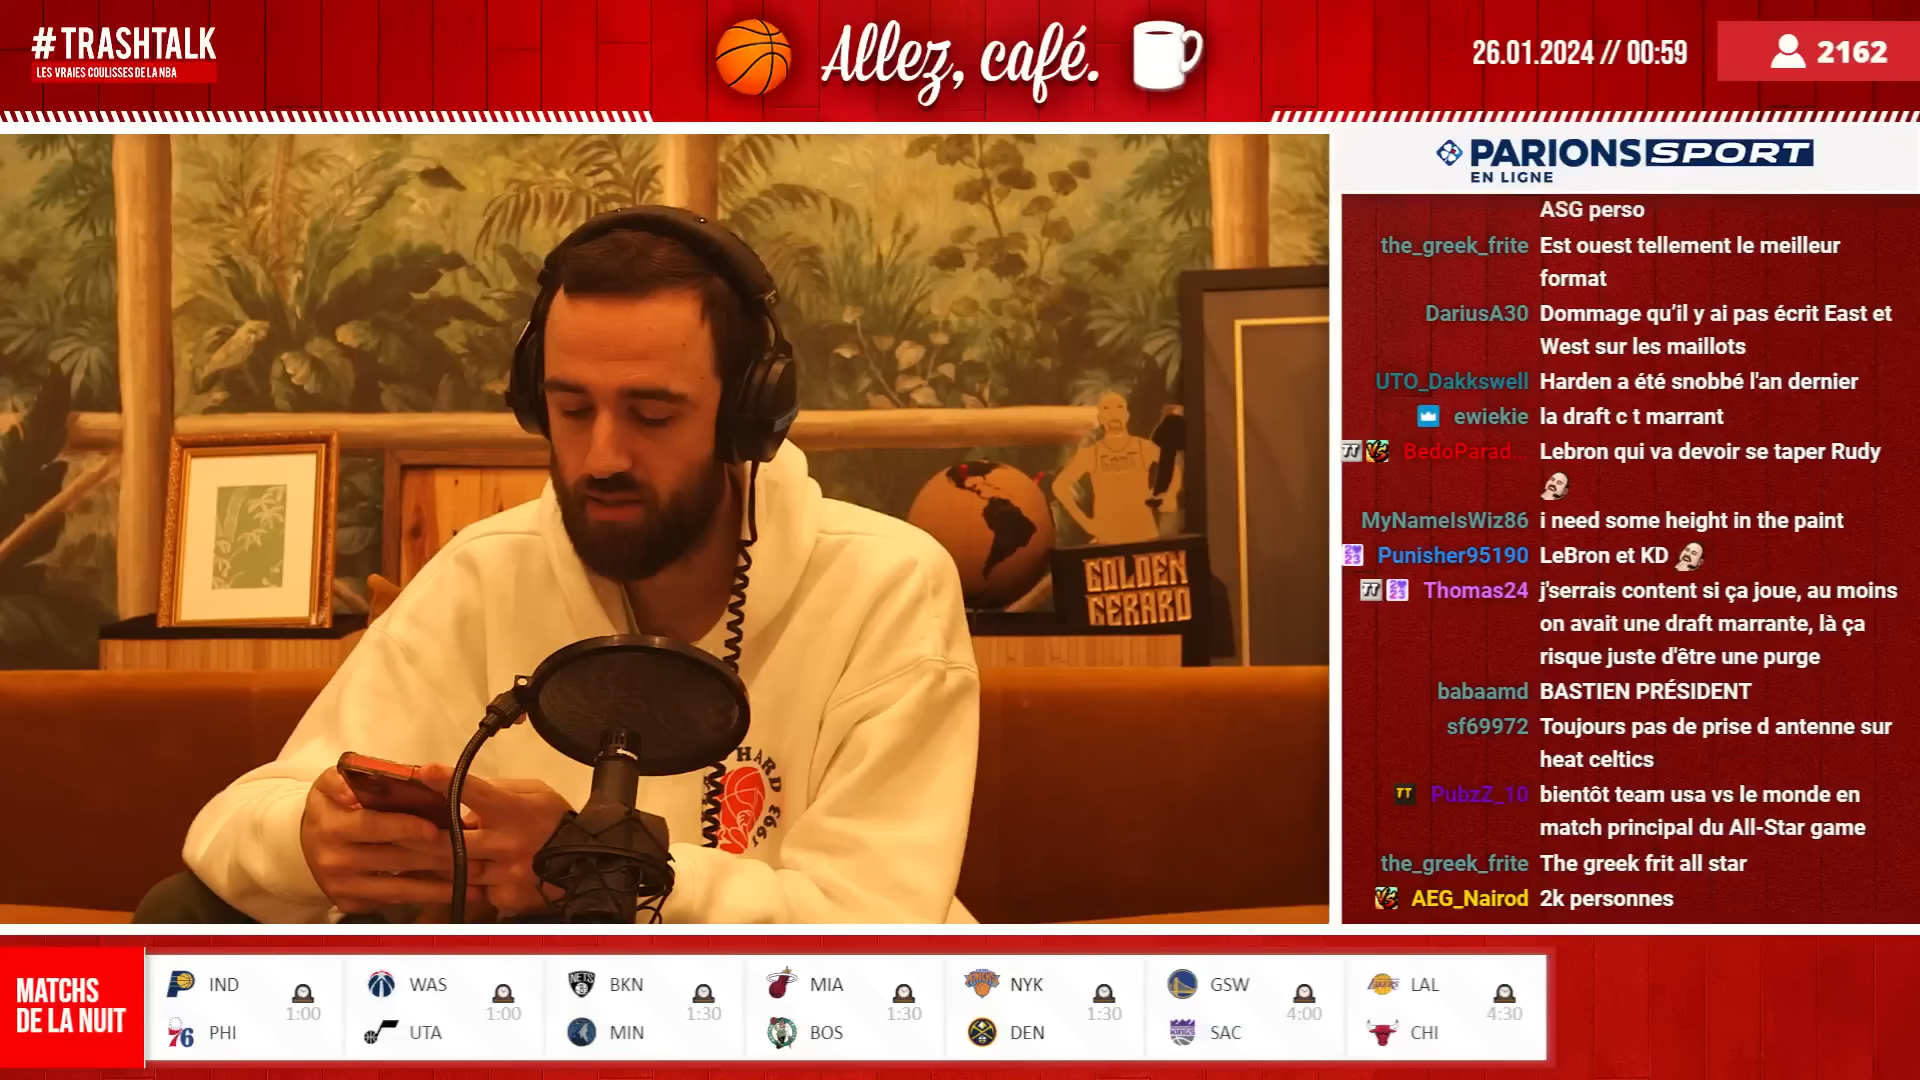 #TRASHTALK
LES VRAIES COULISSES DE LA NBA
Allez, café.
26.01.2024 // 00:59
2162
PARIONS SPORT
EN LIGNE
ASG perso
the_greek_frite Est ouest tellement le meilleur
format
DariusA30 Dommage qu'il y ai pas écrit East et
West sur les maillots
UTO_Dakkswell Harden a été snobbé l'an dernier
ewiekie la draft c t marrant
BedoParad... Lebron qui va devoir se taper Rudy
MyNameIsWiz86 i need some height in the paint
Punisher95190 LeBron et KD
Thomas24 j'serrais content si ça joue, au moins
on avait une draft marrante, là ça
risque juste d'être une purge
babaamd BASTIEN PRÉSIDENT
sf69972 Toujours pas de prise d antenne sur
heat celtics
PubzZ_10 bientôt team usa vs le monde en
match principal du All-Star game
the_greek_frite The greek frit all star
AEG_Nairod 2k personnes
GOLDEN
GERARD
HARD
1993
MATCHS
DE LA NUIT
IND
PHI
1:00
WAS
UTA
1:00
BKN
MIN
1:30
MIA
BOS
1:30
NYK
DEN
1:30
GSW
SAC
4:00
LAL
CHI
4:30